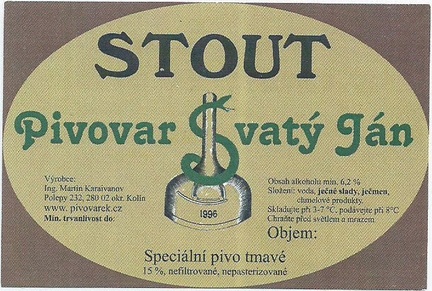 STOUT
Pivovar Svatý Ján
Výrobce:
Ing. Martin Karaivanov
Polepy 232, 280 02 okr. Kolín
www. pivovarek.cz
Min. trvanlivost do:
1996
Obsah alkoholu min. 6,2 %
Složení: voda, ječné slady, ječmen,
chmelové produkty.
Skladujte při 3-7 °C, podávejte při 8°C
Chraňte před světlem a mrazem
Objem:
Speciální pivo tmavé
15 %, nefiltrované, nepasterizované